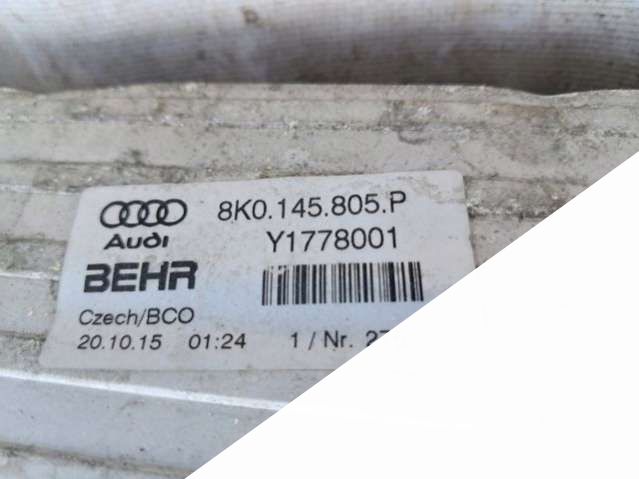 8K0.145.805.P
Audi
Y1778001
BEHR
Czech/BCO
20.10.15 01:24 1 / Nr.